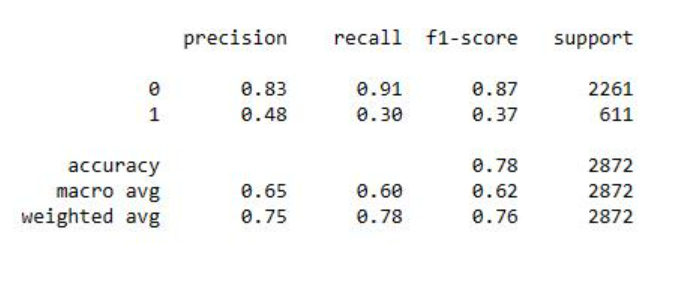 precision recall f1-score support
0 0.83 0.91 0.87 2261
1 0.48 0.30 0.37 611
accuracy 0.78 2872
macro avg 0.65 0.60 0.62 2872
weighted avg 0.75 0.78 0.76 2872